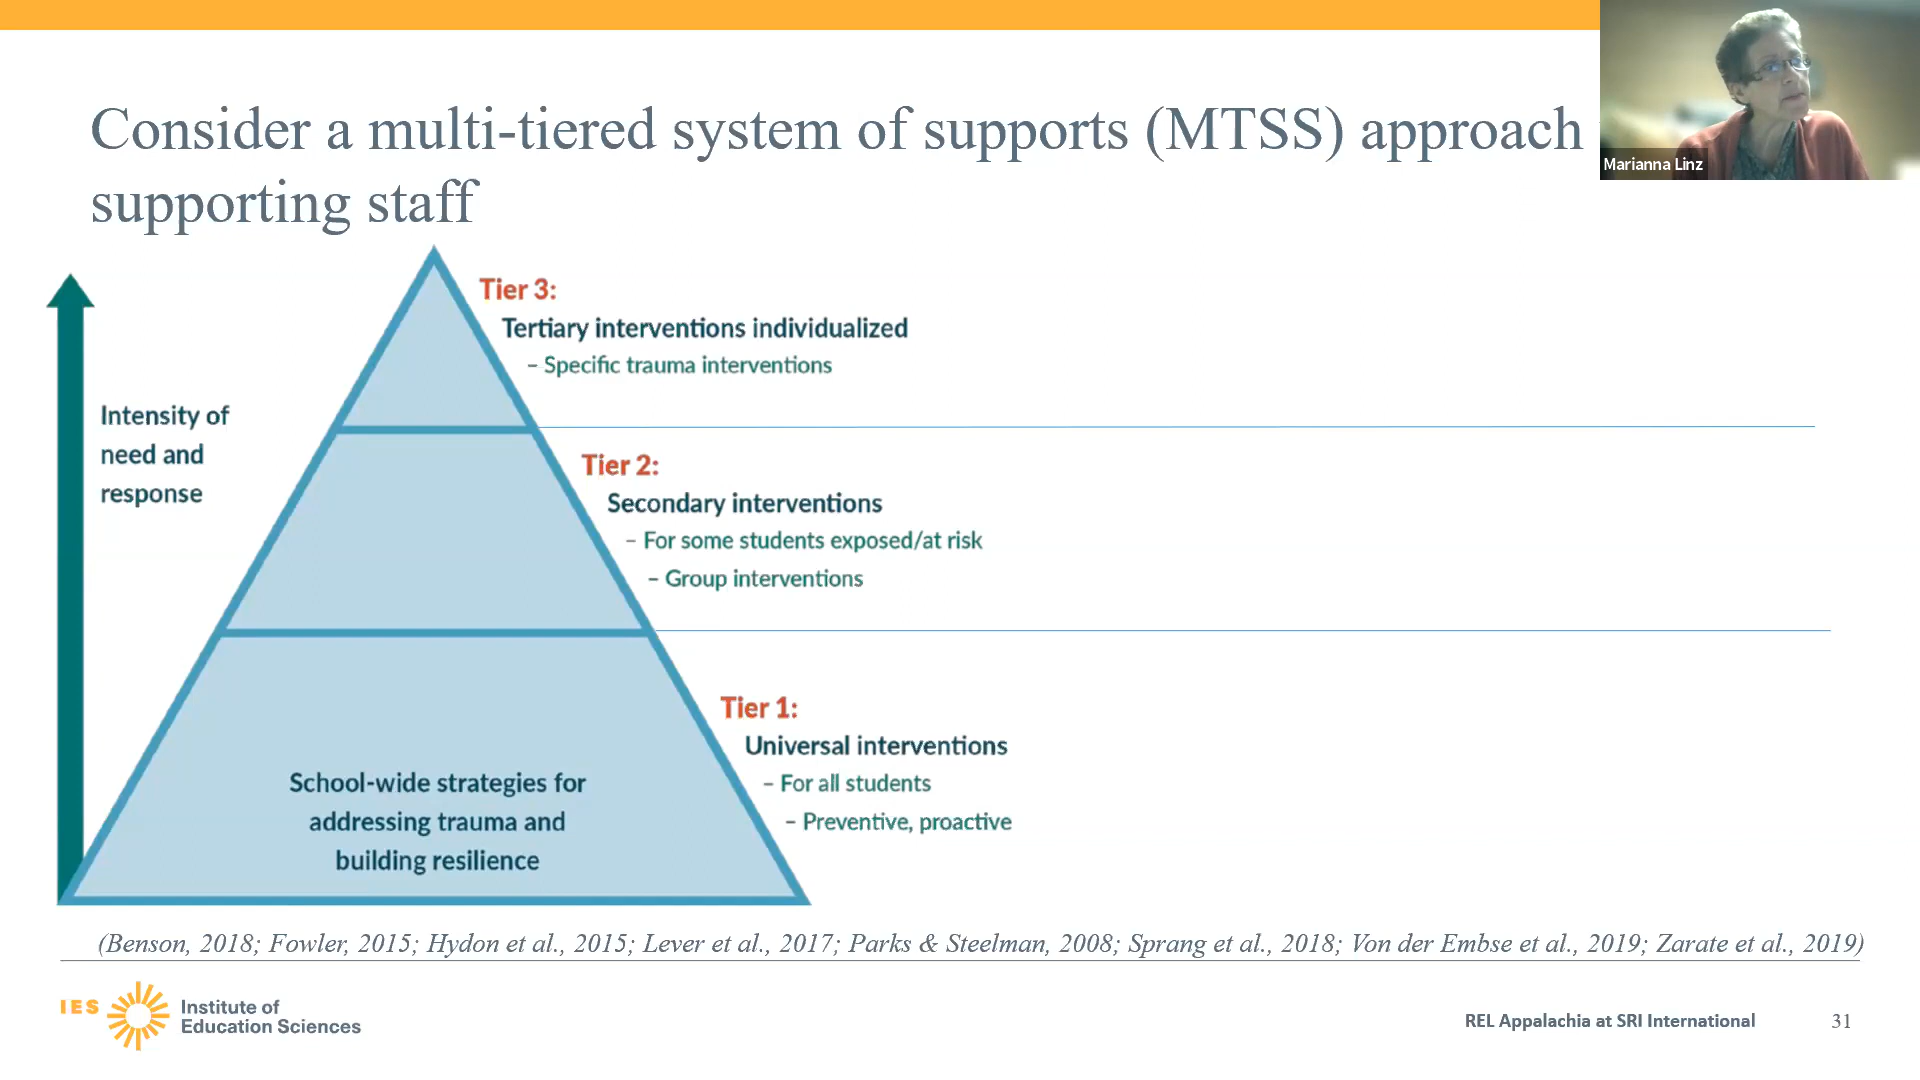 Consider a multi-tiered system of supports (MTSS) approach
supporting staff
Marianna Linz
Tier 3:
Tertiary interventions individualized
– Specific trauma interventions
Intensity of
need and
response
Tier 2:
Secondary interventions
– For some students exposed/at risk
– Group interventions
Tier 1:
Universal interventions
– For all students
– Preventive, proactive
School-wide strategies for
addressing trauma and
building resilience
(Benson, 2018; Fowler, 2015; Hydon et al., 2015; Lever et al., 2017; Parks & Steelman, 2008; Sprang et al., 2018; Von der Embse et al., 2019; Zarate et al., 2019)
IES
Institute of
Education Sciences
REL Appalachia at SRI International
31